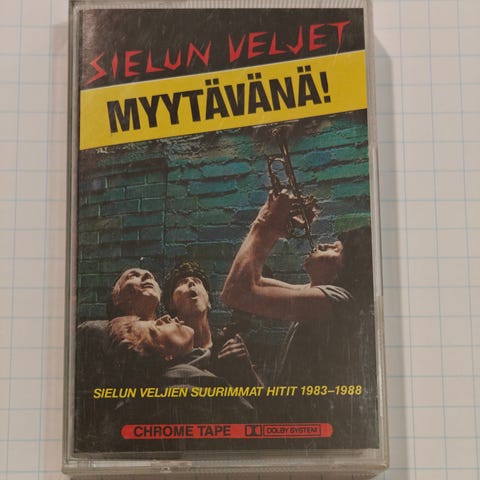 SIELUN VELJET
MYYTÄVÄNÄ!
SIELUN VELJIEN SUURIMMAT HITIT 1983–1988
CHROME TAPE DOLBY SYSTEM